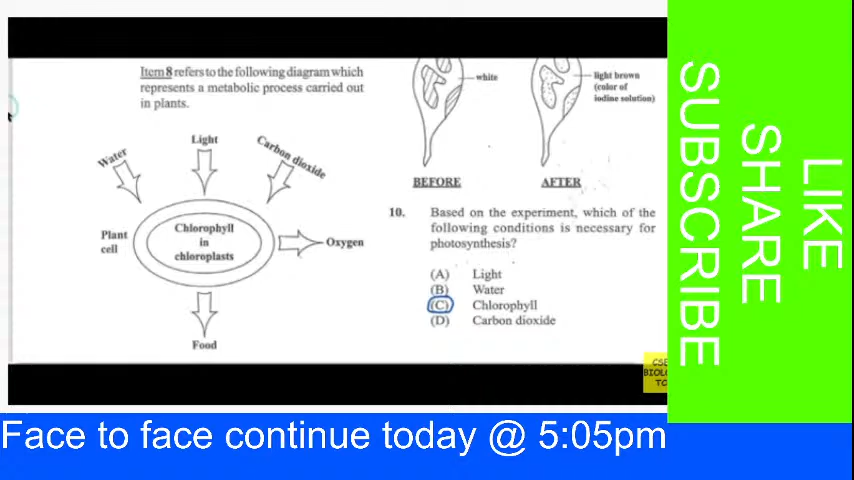 Item 8 refers to the following diagram which
represents a metabolic process carried out
in plants.
Water
Light
Carbon dioxide
Plant
cell
Chlorophyll
in
chloroplasts
Oxygen
Food
white
light brown
(color of
iodine solution)
BEFORE
AFTER
10. Based on the experiment, which of the
following conditions is necessary for
photosynthesis?
(A) Light
(B) Water
(C) Chlorophyll
(D) Carbon dioxide
LIKE
SHARE
SUBSCRIBE
Face to face continue today @ 5:05pm